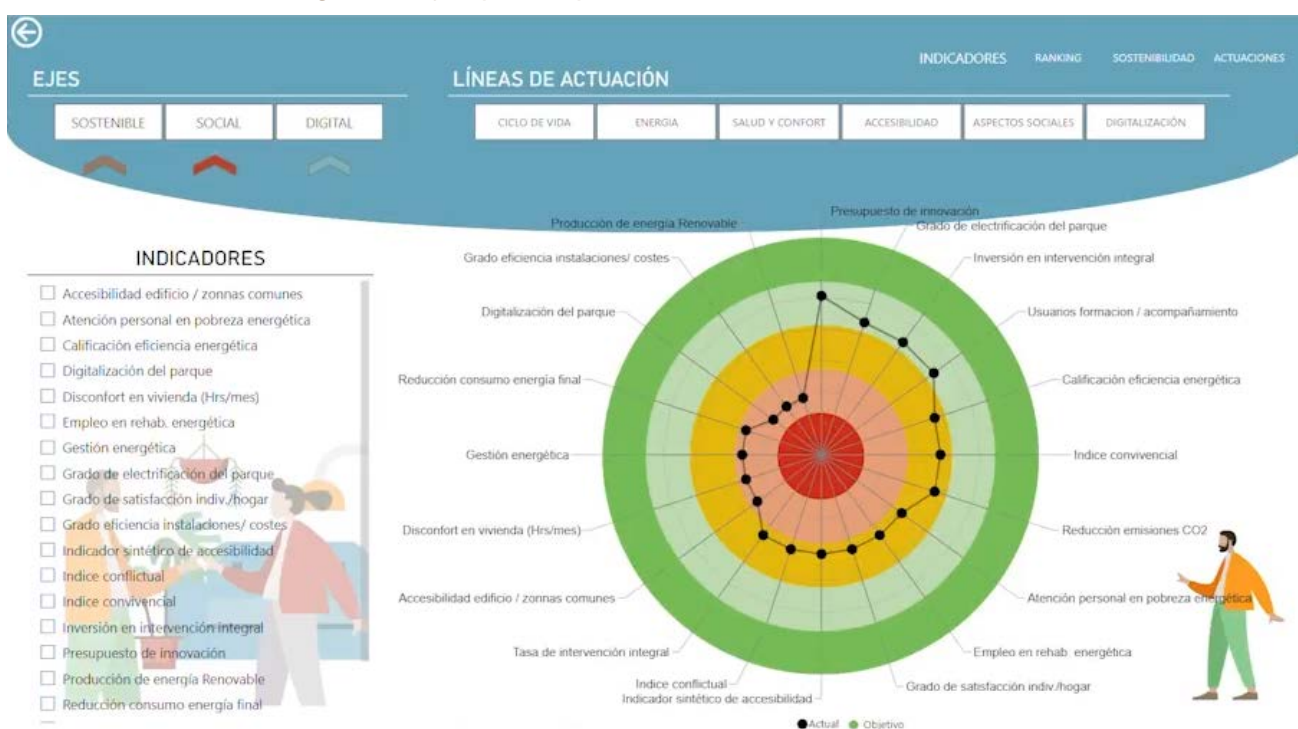 INDICADORES RANKING SOSTENIBILIDAD ACTUACIONES
EJES
LÍNEAS DE ACTUACIÓN
SOSTENIBLE SOCIAL DIGITAL
CICLO DE VIDA ENERGIA SALUD Y CONFORT ACCESIBILIDAD ASPECTOS SOCIALES DIGITALIZACIÓN
INDICADORES
Accesibilidad edificio / zonnas comunes
Atención personal en pobreza energética
Calificación eficiencia energética
Digitalización del parque
Disconfort en vivienda (Hrs/mes)
Empleo en rehab. energética
Gestión energética
Grado de electrificación del parque
Grado de satisfacción indiv./hogar
Grado eficiencia instalaciones/ costes
Indicador sintético de accesibilidad
Indice conflictual
Indice convivencial
Inversión en intervención integral
Presupuesto de innovación
Producción de energía Renovable
Reducción consumo energía final
Presupuesto de innovación
Grado de electrificación del parque
Inversión en intervención integral
Usuarios formacion / acompañamiento
Calificación eficiencia energética
Indice convivencial
Reducción emisiones CO2
Atención personal en pobreza energética
Empleo en rehab. energética
Grado de satisfacción indiv./hogar
Indicador sintético de accesibilidad
Indice conflictual
Tasa de intervención integral
Accesibilidad edificio / zonnas comunes
Disconfort en vivienda (Hrs/mes)
Gestión energética
Reducción consumo energía final
Digitalización del parque
Grado eficiencia instalaciones/ costes
Producción de energía Renovable
Actual Objetivo